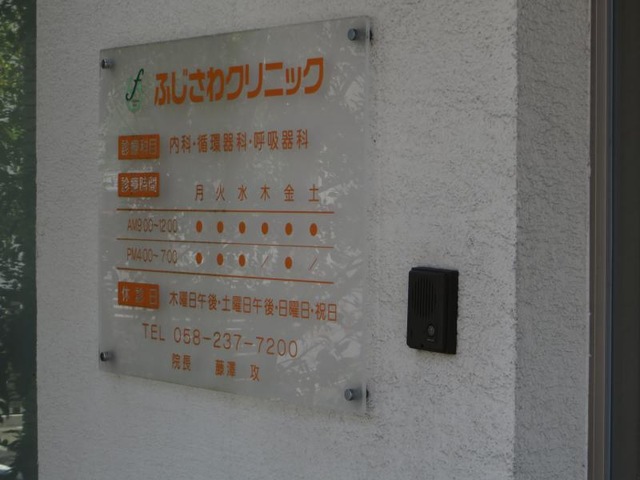 f ふじさわクリニック
診療科目 内科・循環器科・呼吸器科
診療時間 月 火 水 木 金 土
AM9:00~12:00 ● ● ● ● ● ●
PM4:00~7:00 ● ● ● / ● /
休診日 木曜日午後・土曜日午後・日曜日・祝日
TEL 058-237-7200
院長 藤澤 攻